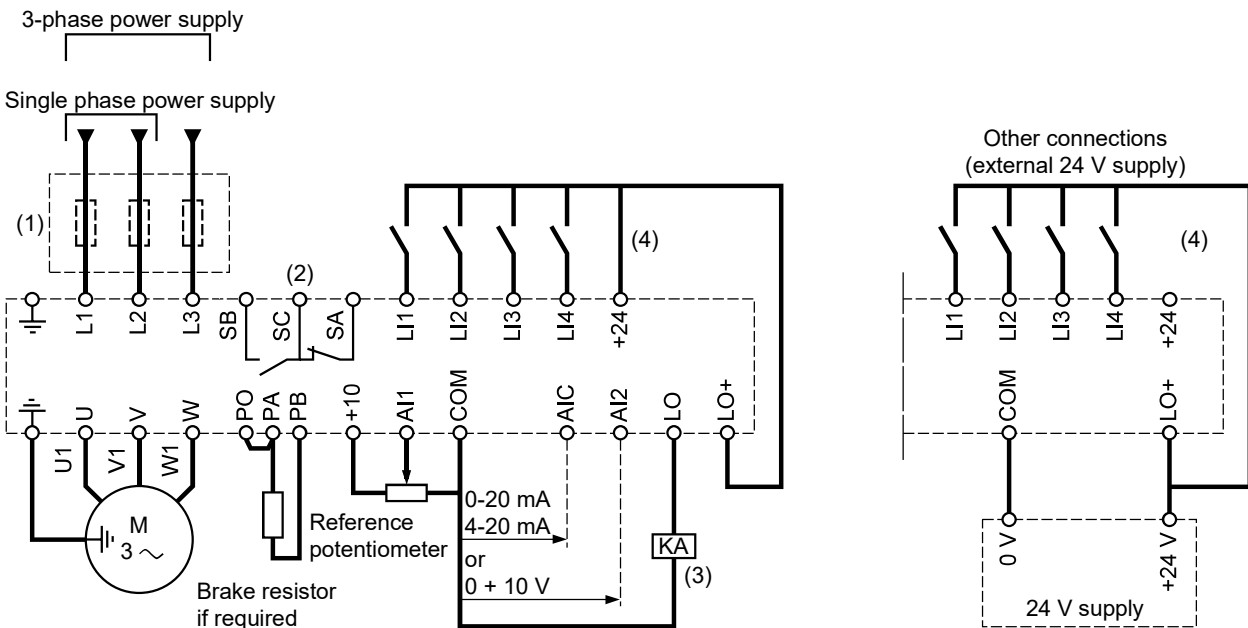 3-phase power supply
Single phase power supply
(1)
(2)
(4)
L1
L2
L3
SB
SC
SA
LI1
LI2
LI3
LI4
+24
U
V
W
PO
PA
PB
+10
AI1
COM
AIC
AI2
LO
LO+
U1
V1
W1
M
3 ~
Brake resistor
if required
Reference
potentiometer
0-20 mA
4-20 mA
or
0 + 10 V
KA
(3)
Other connections
(external 24 V supply)
(4)
LI1
LI2
LI3
LI4
+24
COM
LO+
0 V
+24 V
24 V supply